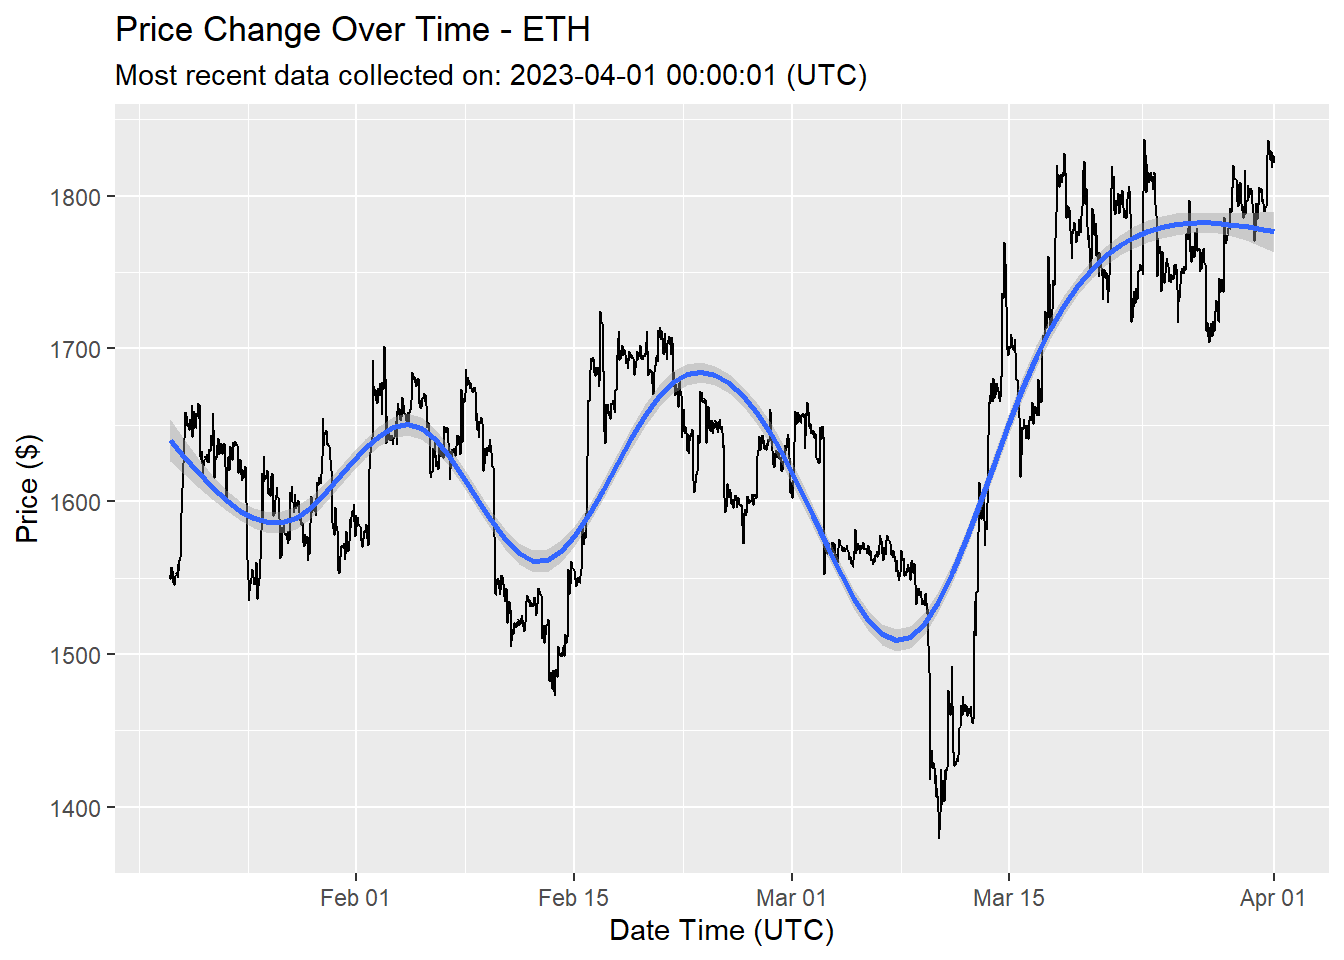 Price Change Over Time - ETH
Most recent data collected on: 2023-04-01 00:00:01 (UTC)
1800
1700
1600
1500
1400
Price ($)
Feb 01
Feb 15
Mar 01
Mar 15
Apr 01
Date Time (UTC)